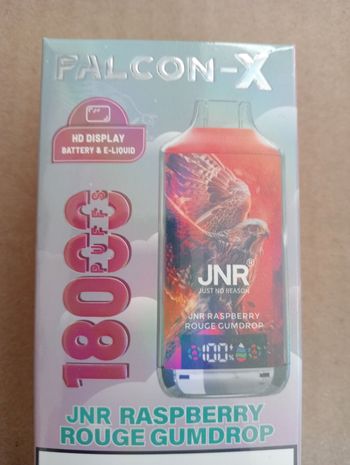 FALCON-X
HD DISPLAY
BATTERY & E-LIQUID
18000
PUFFS
JNR
JUST NO REASON
JNR RASPBERRY
ROUGE GUMDROP
100%
JNR RASPBERRY
ROUGE GUMDROP